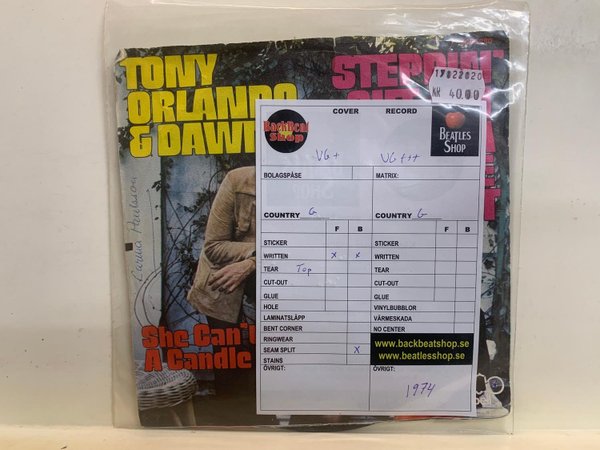 TONY
ORLANDO
& DAWN
STEPPIN'
17022020
KR 40.00
COVER
RECORD
BackBeat
Shop
BEATLES
SHOP
VG+
VG+++
BOLAGSPÅSE
MATRIX:
COUNTRY G
COUNTRY G
F B
F B
STICKER
STICKER
WRITTEN x x
WRITTEN
TEAR Top
TEAR
CUT-OUT
CUT-OUT
GLUE
GLUE
HOLE
VINYLBUBBLOR
LAMINATSLÄPP
VÄRMESKADA
BENT CORNER
NO CENTER
RINGWEAR
SEAM SPLIT x
STAINS
www.backbeatshop.se
www.beatlesshop.se
ÖVRIGT:
ÖVRIGT:
1974
She Can't
A Candle